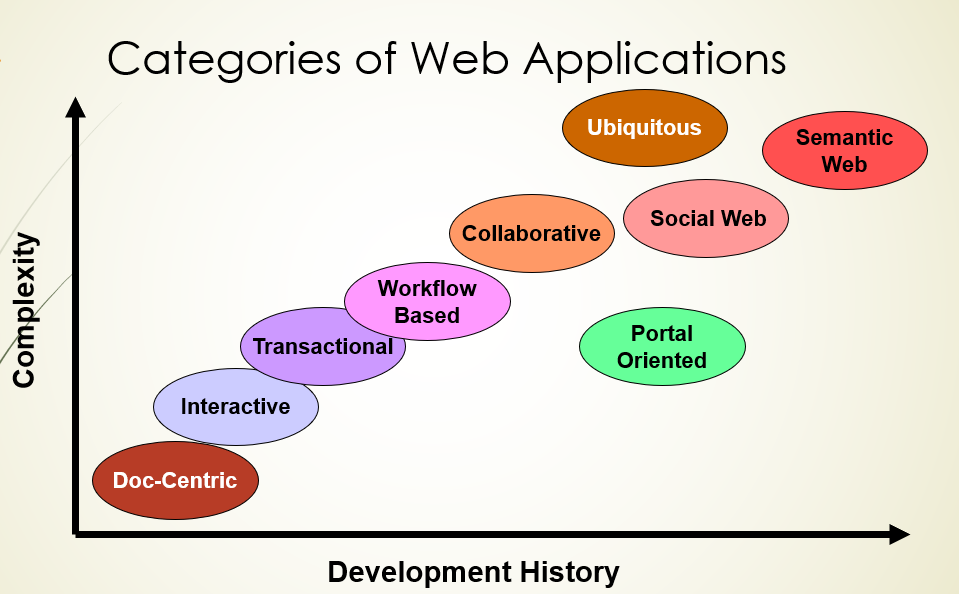 Categories of Web Applications
Ubiquitous
Semantic
Web
Social Web
Collaborative
Workflow
Based
Portal
Oriented
Transactional
Interactive
Doc-Centric
Complexity
Development History